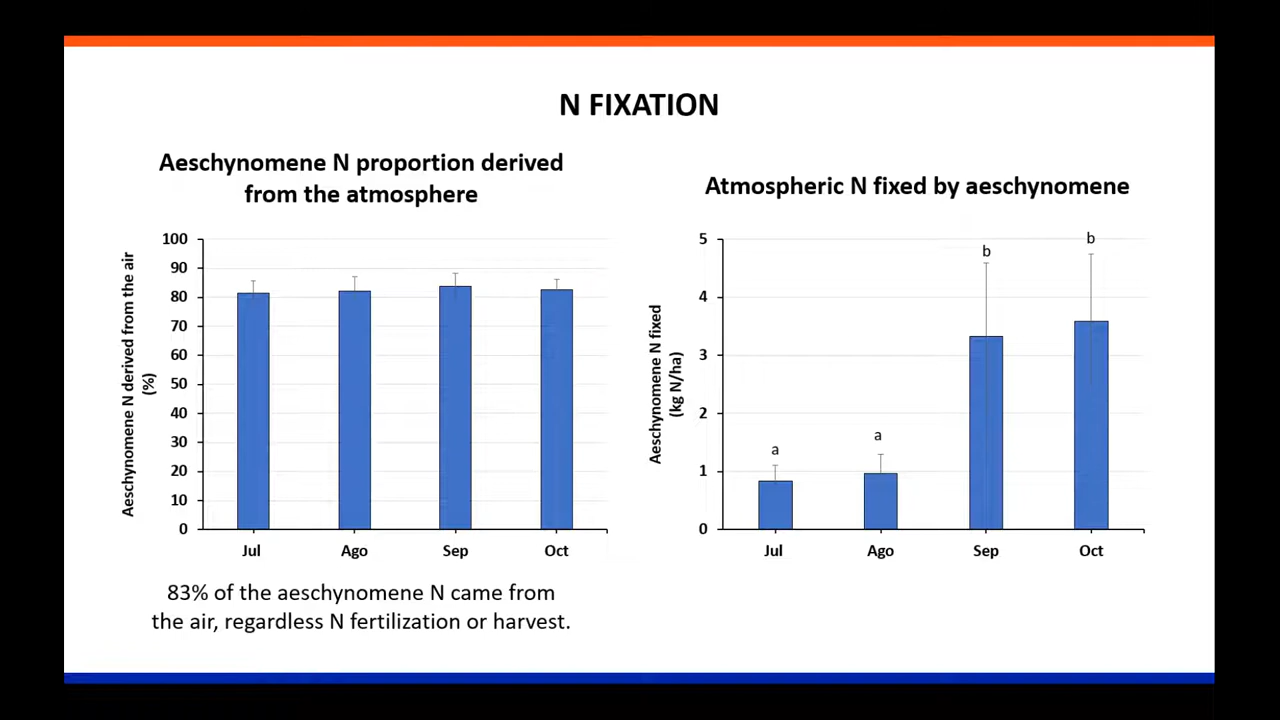 N FIXATION
Aeschynomene N proportion derived
from the atmosphere
Aeschynomene N derived from the air
(%)
100
90
80
70
60
50
40
30
20
10
0
Jul
Ago
Sep
Oct
83% of the aeschynomene N came from
the air, regardless N fertilization or harvest.
Atmospheric N fixed by aeschynomene
Aeschynomene N fixed
(kg N/ha)
5
4
3
2
1
0
a
a
b
b
Jul
Ago
Sep
Oct